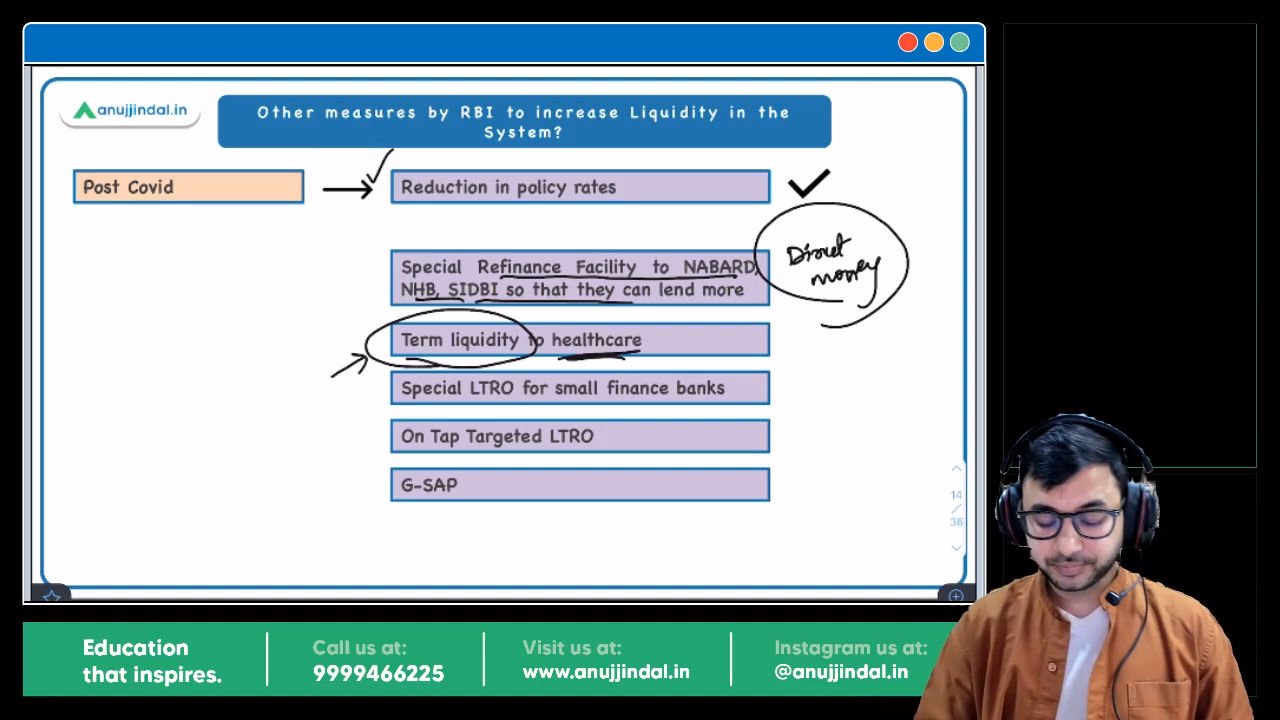 anujjindal.in
Other measures by RBI to increase Liquidity in the
System?
Post Covid
Reduction in policy rates
Special Refinance Facility to NABARD,
NHB, SIDBI so that they can lend more
Direct
money
Term liquidity to healthcare
Special LTRO for small finance banks
On Tap Targeted LTRO
G-SAP
14
/
36
Education
that inspires.
Call us at:
9999466225
Visit us at:
www.anujjindal.in
Instagram us at:
@anujjindal.in